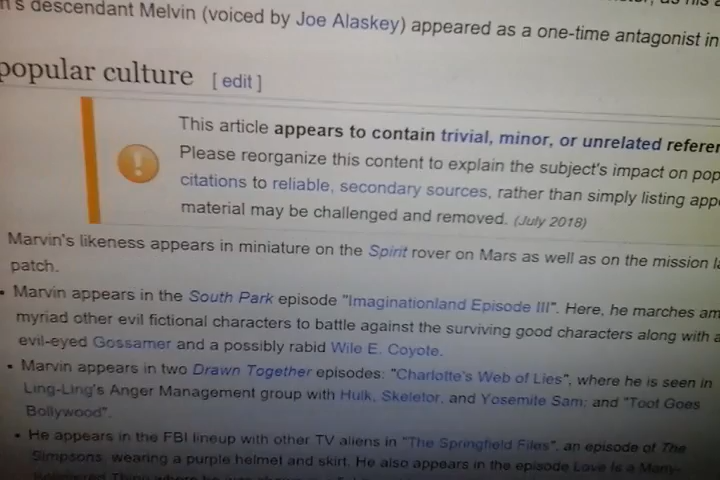 descendant Melvin (voiced by Joe Alaskey) appeared as a one-time antagonist in
popular culture [ edit ]
This article appears to contain trivial, minor, or unrelated
Please reorganize this content to explain the subject's impact on
citations to reliable, secondary sources, rather than simply listing
material may be challenged and removed. (July 2018)
Marvin's likeness appears in miniature on the Spirit rover on Mars as well as on the mission
patch.
• Marvin appears in the South Park episode "Imaginationland Episode III". Here, he marches
myriad other evil fictional characters to battle against the surviving good characters along with a
evil-eyed Gossamer and a possibly rabid Wile E. Coyote.
• Marvin appears in two Drawn Together episodes: "Charlotte's Web of Lies", where he is seen in
Ling-Ling's Anger Management group with Hulk, Skeletor, and Yosemite Sam; and "Toot Goes
Bollywood".
• He appears in the FBI lineup with other TV aliens in "The Springfield Files", an episode of The
Simpsons, wearing a purple helmet and skirt. He also appears in the episode Love Is a Many-